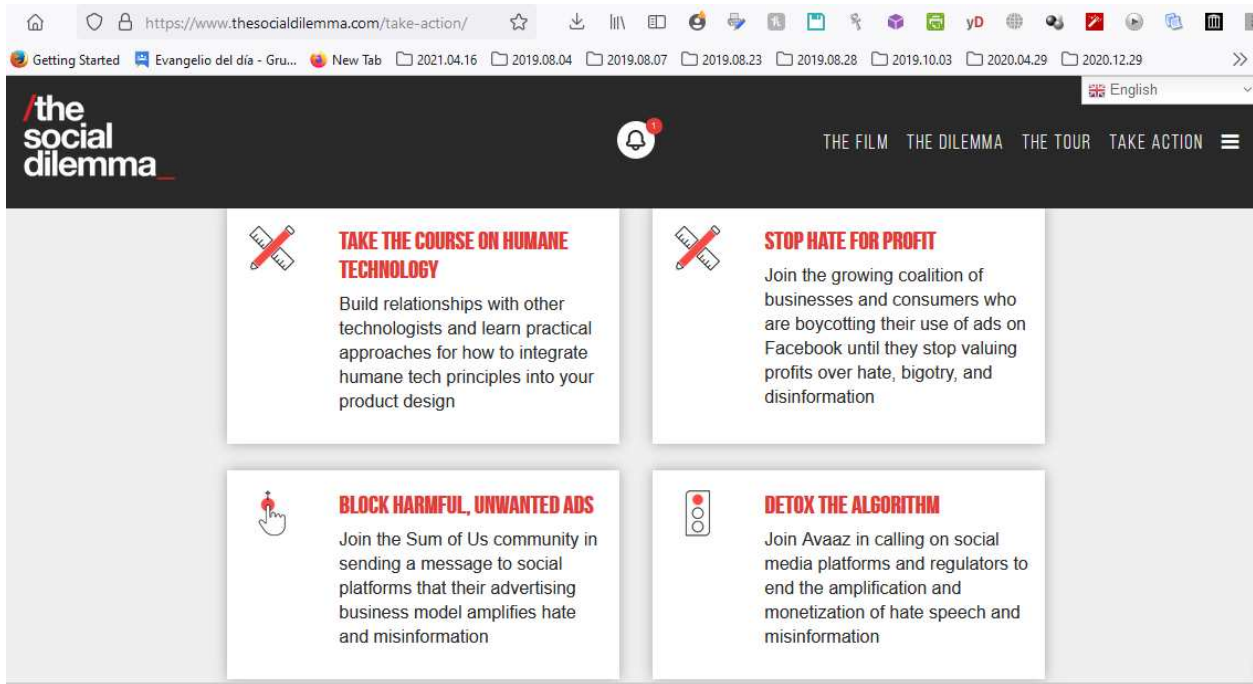 https://www.thesocialdilemma.com/take-action/
yD
Getting Started Evangelio del día - Gru... New Tab 2021.04.16 2019.08.04 2019.08.07 2019.08.23 2019.08.28 2019.10.03 2020.04.29 2020.12.29
English
/the
social
dilemma_
1
THE FILM THE DILEMMA THE TOUR TAKE ACTION
TAKE THE COURSE ON HUMANE
TECHNOLOGY
Build relationships with other
technologists and learn practical
approaches for how to integrate
humane tech principles into your
product design
STOP HATE FOR PROFIT
Join the growing coalition of
businesses and consumers who
are boycotting their use of ads on
Facebook until they stop valuing
profits over hate, bigotry, and
disinformation
BLOCK HARMFUL, UNWANTED ADS
Join the Sum of Us community in
sending a message to social
platforms that their advertising
business model amplifies hate
and misinformation
DETOX THE ALGORITHM
Join Avaaz in calling on social
media platforms and regulators to
end the amplification and
monetization of hate speech and
misinformation